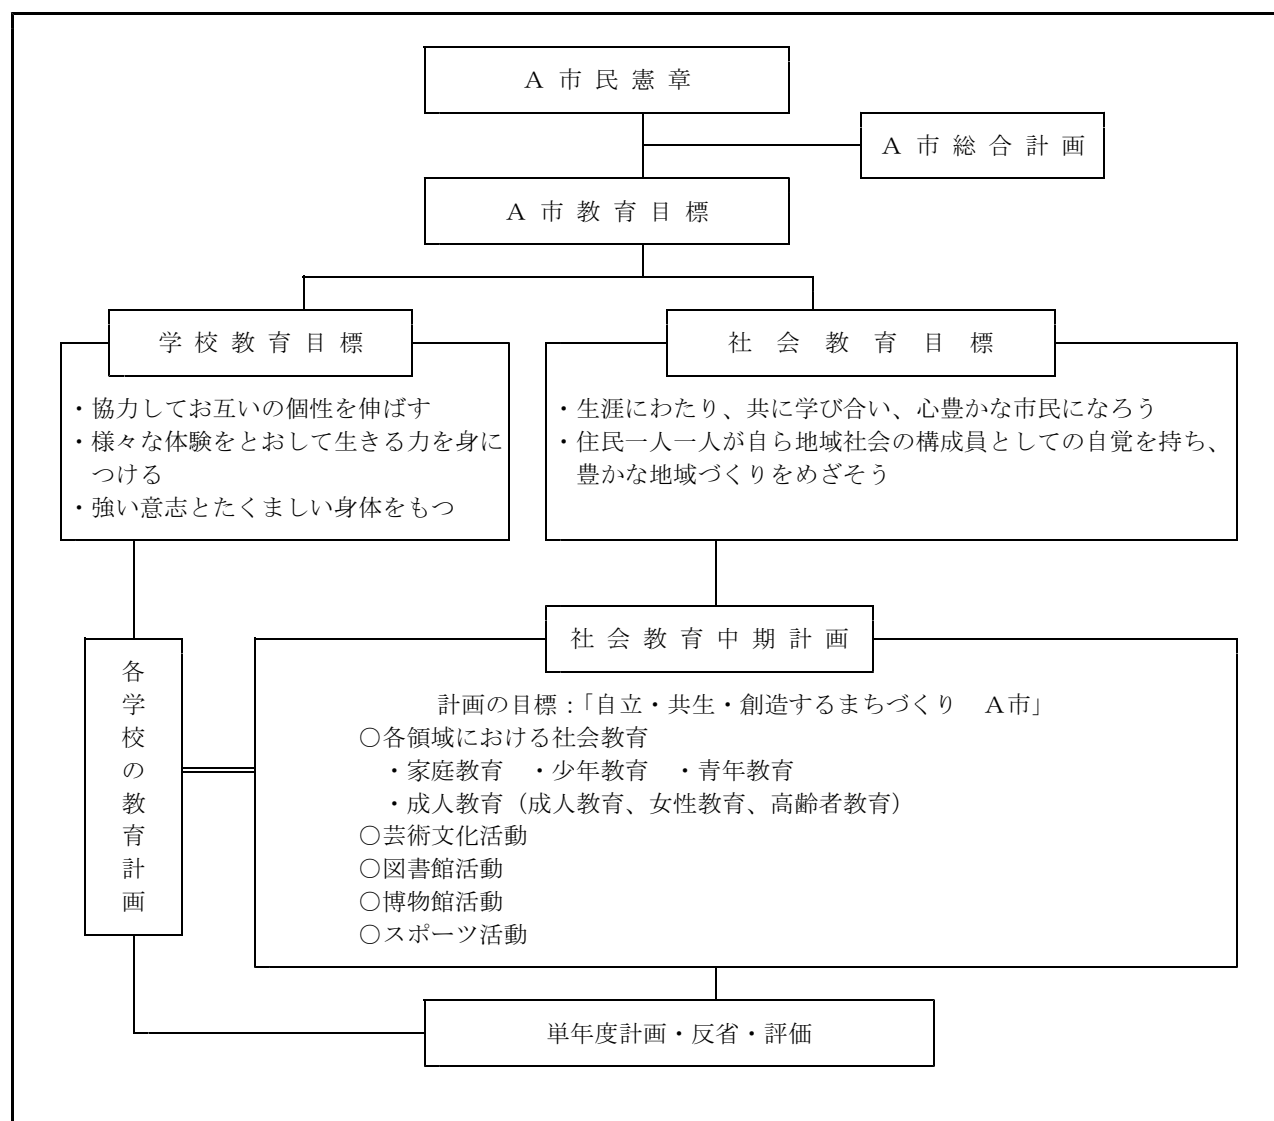 A市民憲章
A市総合計画
A市教育目標
学校教育目標
・協力してお互いの個性を伸ばす
・様々な体験をとおして生きる力を身に
つける
・強い意志とたくましい身体をもつ
社会教育目標
・生涯にわたり、共に学び合い、心豊かな市民になろう
・住民一人一人が自ら地域社会の構成員としての自覚を持ち、
豊かな地域づくりをめざそう
各学校の教育計画
社会教育中期計画
計画の目標:「自立・共生・創造するまちづくり　A市」
○各領域における社会教育
・家庭教育　・少年教育　・青年教育
・成人教育（成人教育、女性教育、高齢者教育）
○芸術文化活動
○図書館活動
○博物館活動
○スポーツ活動
単年度計画・反省・評価